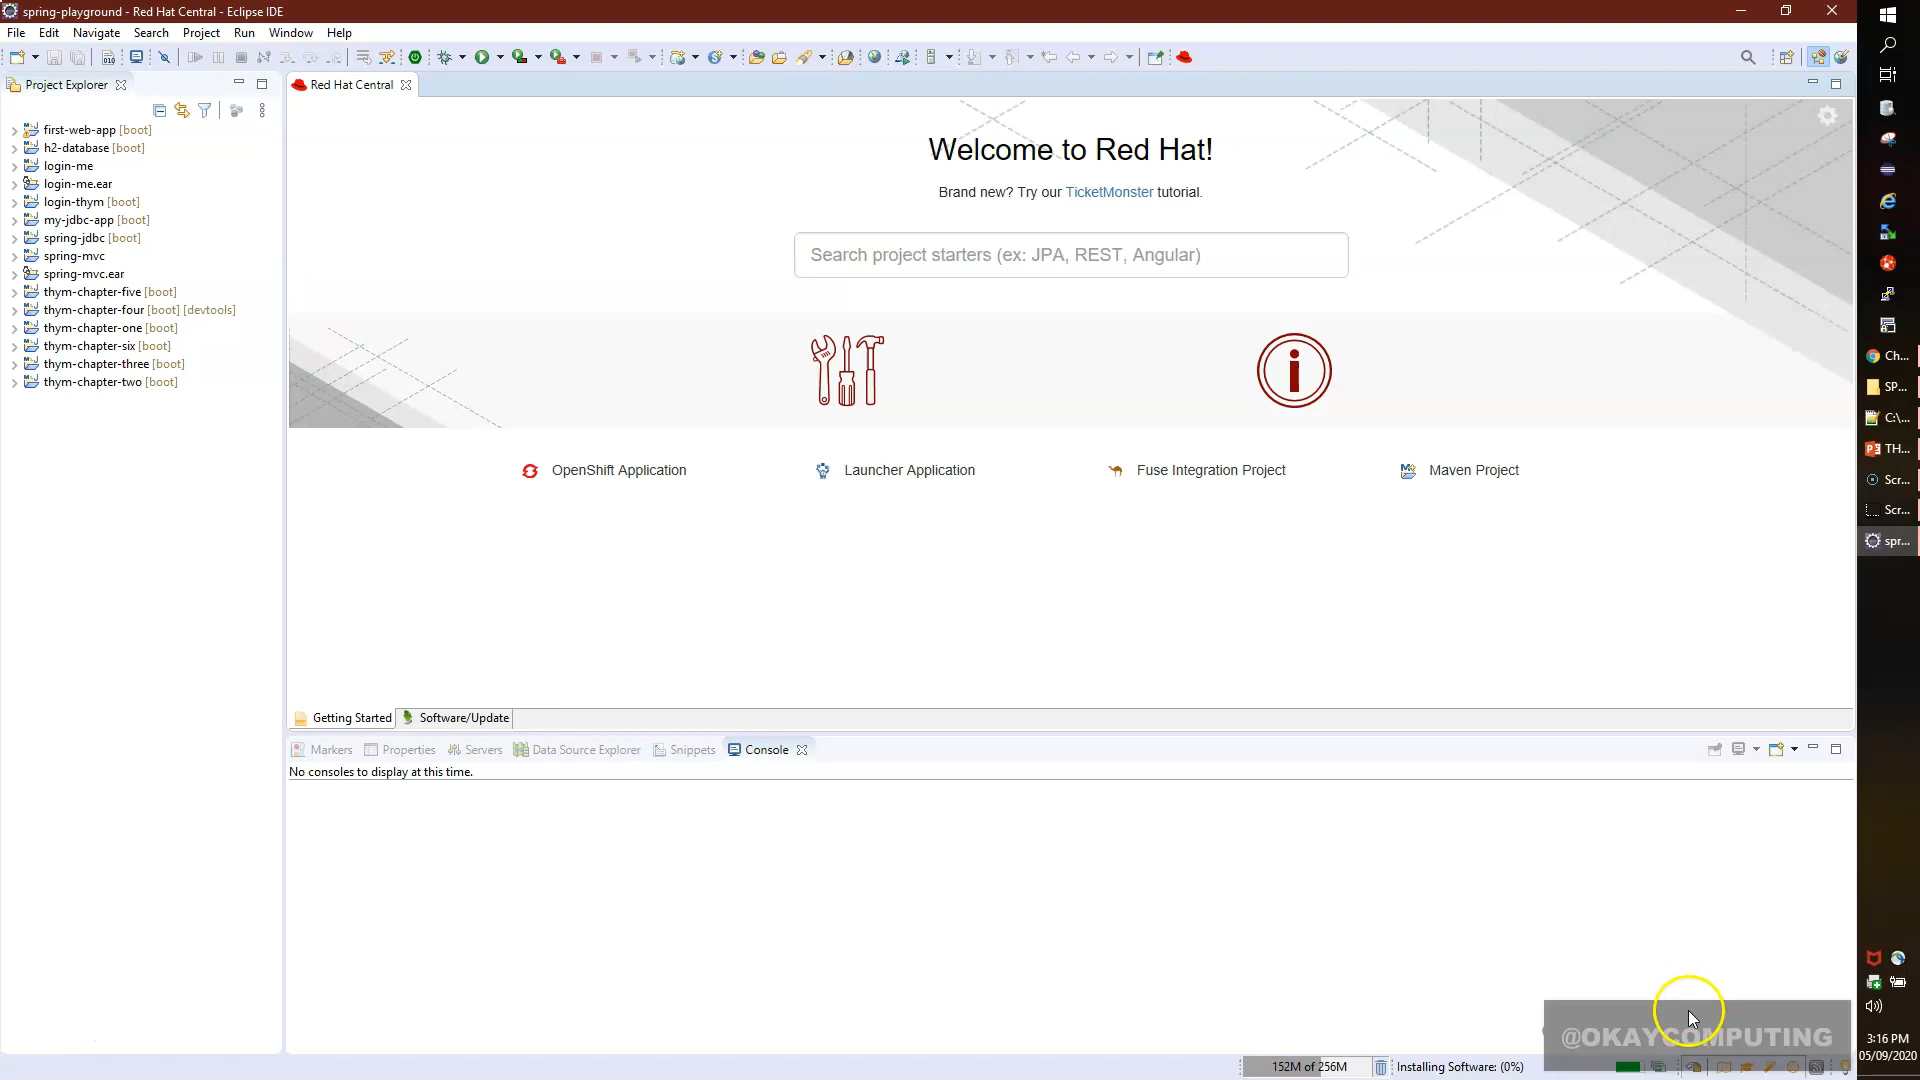 spring-playground - Red Hat Central - Eclipse IDE
File Edit Navigate Search Project Run Window Help
Project Explorer
first-web-app [boot]
h2-database [boot]
login-me
login-me.ear
login-thym [boot]
my-jdbc-app [boot]
spring-jdbc [boot]
spring-mvc
spring-mvc.ear
thym-chapter-five [boot]
thym-chapter-four [boot] [devtools]
thym-chapter-one [boot]
thym-chapter-six [boot]
thym-chapter-three [boot]
thym-chapter-two [boot]
Red Hat Central
Welcome to Red Hat!
Brand new? Try our TicketMonster tutorial.
Search project starters (ex: JPA, REST, Angular)
OpenShift Application
Launcher Application
Fuse Integration Project
Maven Project
Getting Started
Software/Update
Markers Properties Servers Data Source Explorer Snippets Console
No consoles to display at this time.
152M of 256M
Installing Software: (0%)
@OKAYCOMPUTING
Ch...
SP...
C:\...
TH...
Scr...
Scr...
spr...
3:16 PM
05/09/2020